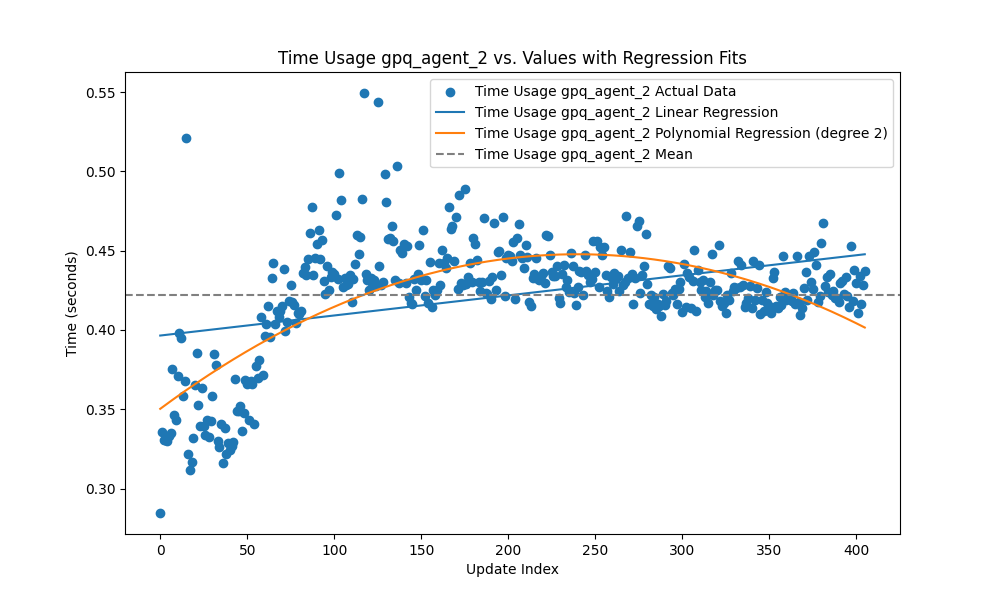 Time Usage gpq_agent_2 vs. Values with Regression Fits
Time Usage gpq_agent_2 Actual Data
Time Usage gpq_agent_2 Linear Regression
Time Usage gpq_agent_2 Polynomial Regression (degree 2)
Time Usage gpq_agent_2 Mean
Time (seconds)
0.55
0.50
0.45
0.40
0.35
0.30
0 50 100 150 200 250 300 350 400
Update Index